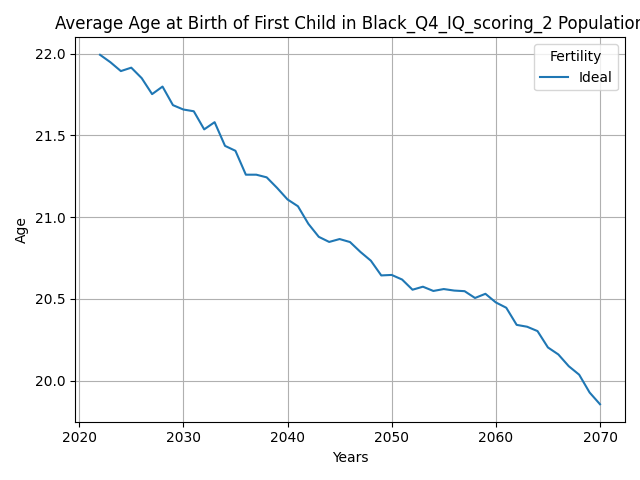 Average Age at Birth of First Child in Black_Q4_IQ_scoring_2 Population
22.0
21.5
21.0
20.5
20.0
Age
Fertility
Ideal
2020 2030 2040 2050 2060 2070
Years